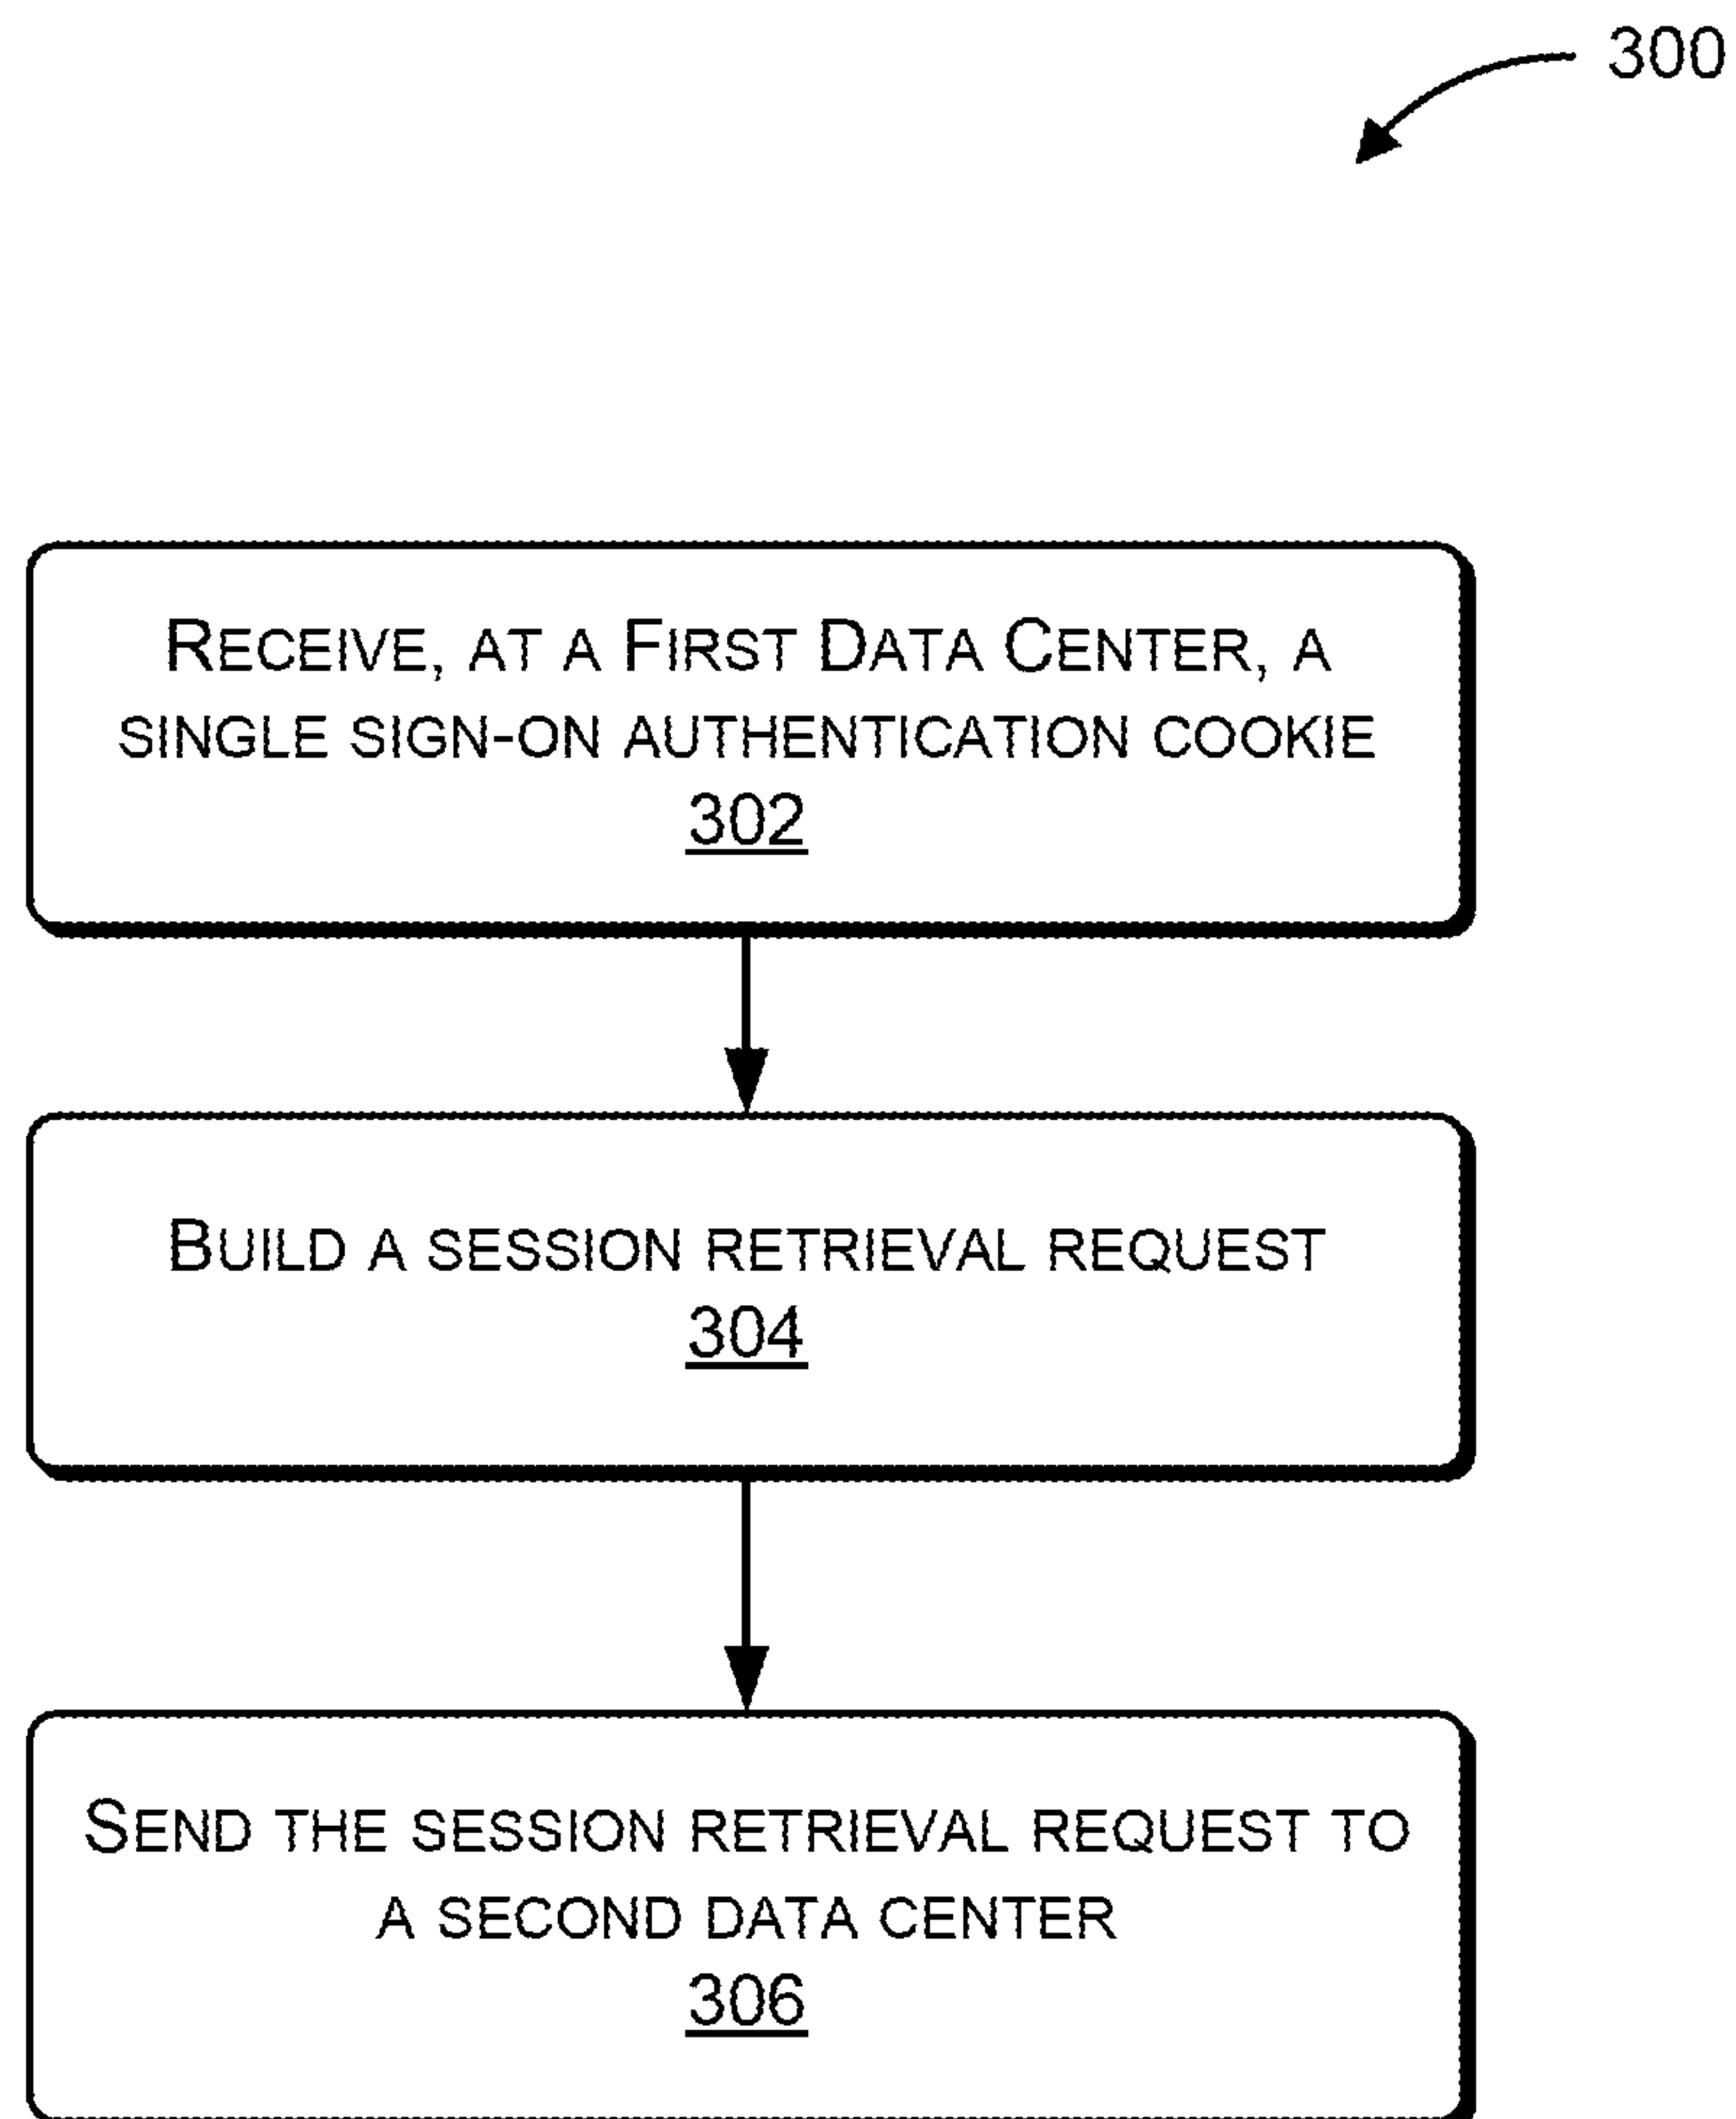 300
RECEIVE, AT A FIRST DATA CENTER, A
SINGLE SIGN-ON AUTHENTICATION COOKIE
302
BUILD A SESSION RETRIEVAL REQUEST
304
SEND THE SESSION RETRIEVAL REQUEST TO
A SECOND DATA CENTER
306